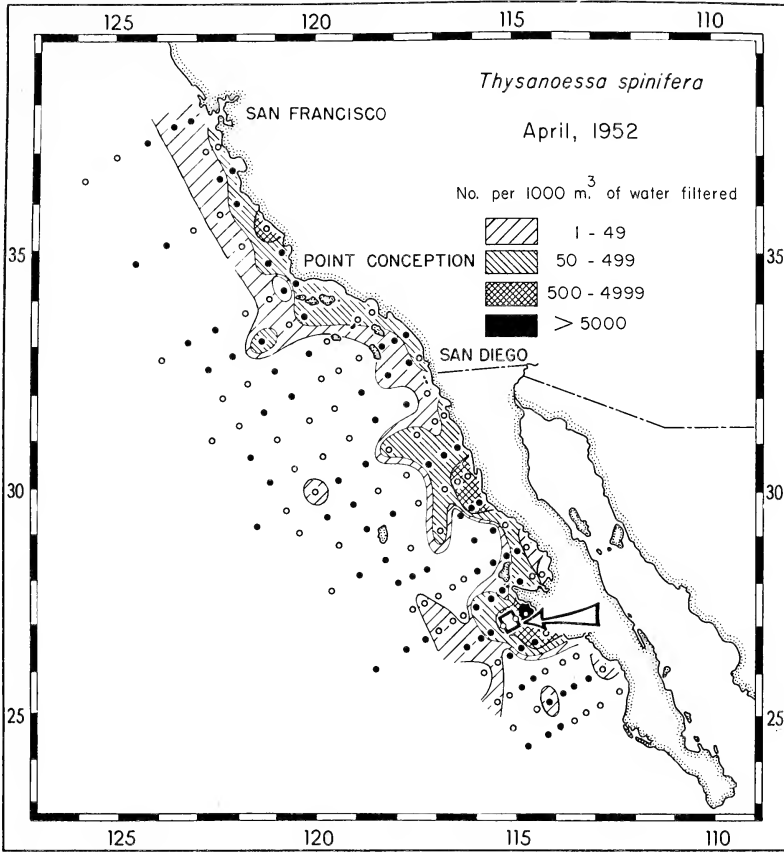 125 120 115 110
Thysanoessa spinifera
SAN FRANCISCO
April, 1952
No. per 1000 m.³ of water filtered
1 - 49
35 POINT CONCEPTION 50 - 499 35
500 - 4999
> 5000
SAN DIEGO
30 30
25 25
125 120 115 110